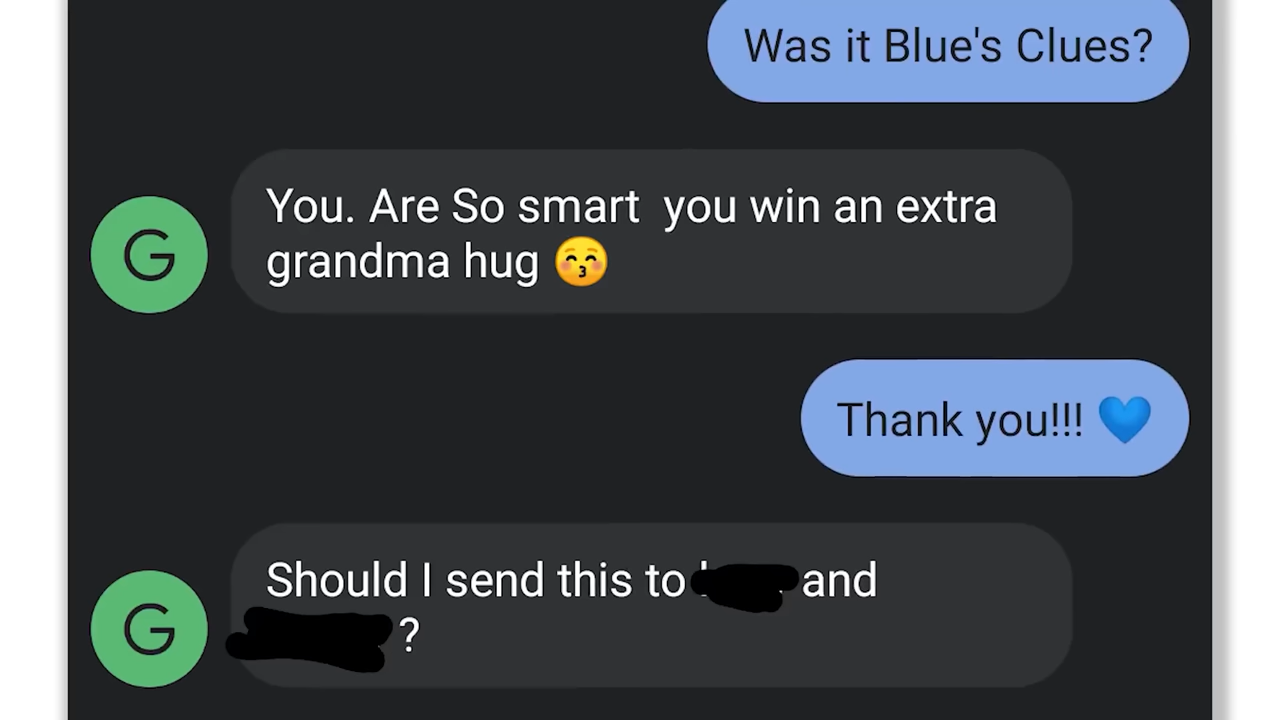 Was it Blue's Clues?
You. Are So smart  you win an extra
grandma hug 😚
G
Thank you!!! 💙
Should I send this to and
?
G